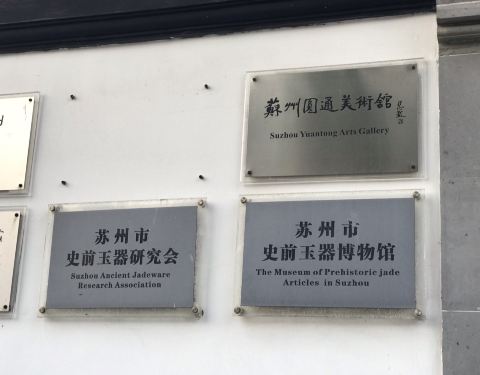 蘇州圓通美術館
Suzhou Yuantong Arts Gallery
苏州市
史前玉器研究会
Suzhou Ancient Jadeware
Research Association
苏州市
史前玉器博物馆
The Museum of Prehistoric jade
Articles in Suzhou